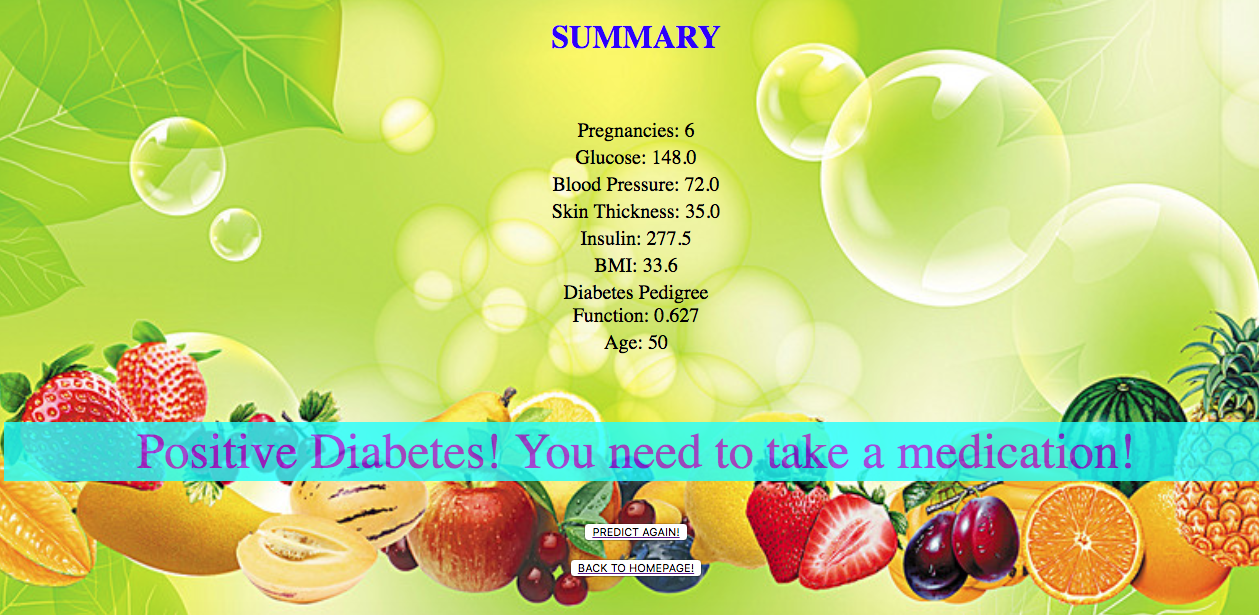 SUMMARY
Pregnancies: 6
Glucose: 148.0
Blood Pressure: 72.0
Skin Thickness: 35.0
Insulin: 277.5
BMI: 33.6
Diabetes Pedigree
Function: 0.627
Age: 50
Positive Diabetes! You need to take a medication!
PREDICT AGAIN!
BACK TO HOMEPAGE!